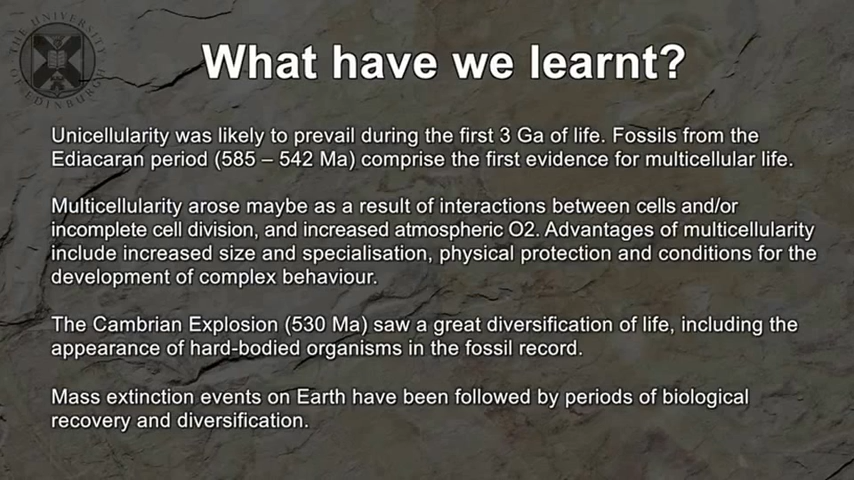 THE UNIVERSITY OF EDINBURGH
What have we learnt?
Unicellularity was likely to prevail during the first 3 Ga of life. Fossils from the
Ediacaran period (585 – 542 Ma) comprise the first evidence for multicellular life.
Multicellularity arose maybe as a result of interactions between cells and/or
incomplete cell division, and increased atmospheric O2. Advantages of multicellularity
include increased size and specialisation, physical protection and conditions for the
development of complex behaviour.
The Cambrian Explosion (530 Ma) saw a great diversification of life, including the
appearance of hard-bodied organisms in the fossil record.
Mass extinction events on Earth have been followed by periods of biological
recovery and diversification.